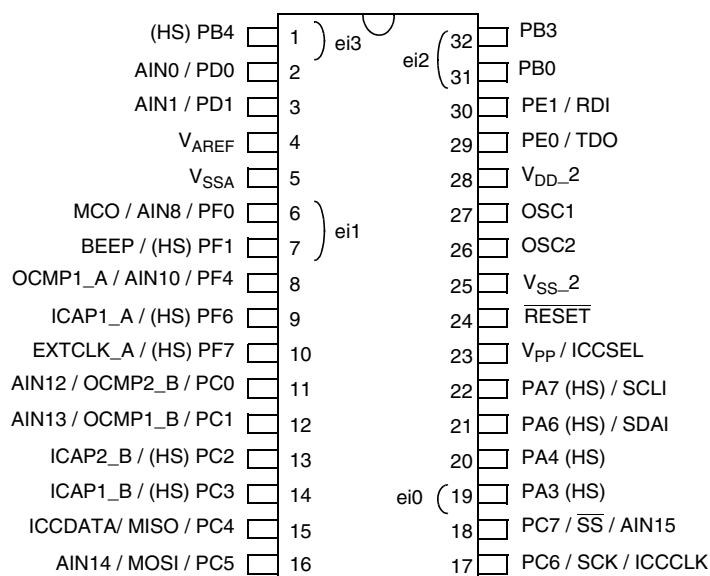 (HS) PB4 1 ei3 ei2 32 PB3
AIN0 / PD0 2 31 PB0
AIN1 / PD1 3 30 PE1 / RDI
VAREF 4 29 PE0 / TDO
VSSA 5 28 VDD_2
MCO / AIN8 / PF0 6 ei1 27 OSC1
BEEP / (HS) PF1 7 26 OSC2
OCMP1_A / AIN10 / PF4 8 25 VSS_2
ICAP1_A / (HS) PF6 9 24 RESET
EXTCLK_A / (HS) PF7 10 23 VPP / ICCSEL
AIN12 / OCMP2_B / PC0 11 22 PA7 (HS) / SCLI
AIN13 / OCMP1_B / PC1 12 21 PA6 (HS) / SDAI
ICAP2_B / (HS) PC2 13 20 PA4 (HS)
ICAP1_B / (HS) PC3 14 ei0 19 PA3 (HS)
ICCDATA/ MISO / PC4 15 18 PC7 / SS / AIN15
AIN14 / MOSI / PC5 16 17 PC6 / SCK / ICCCLK